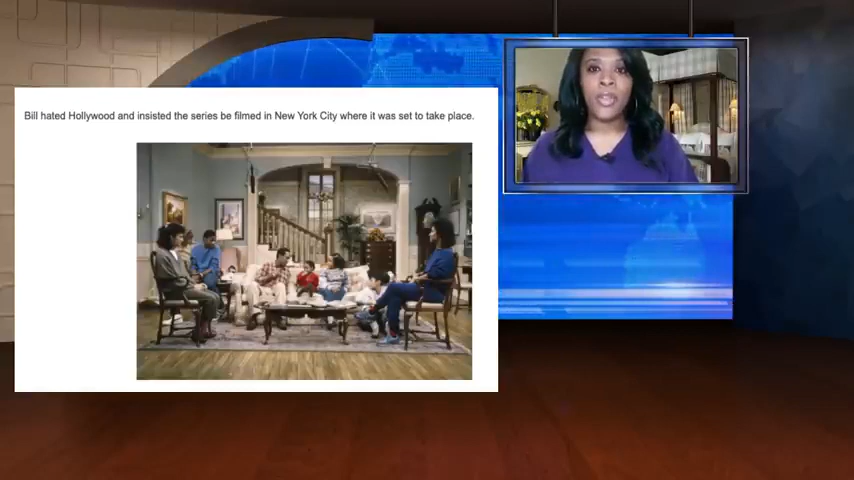 Bill hated Hollywood and insisted the series be filmed in New York City where it was set to take place.